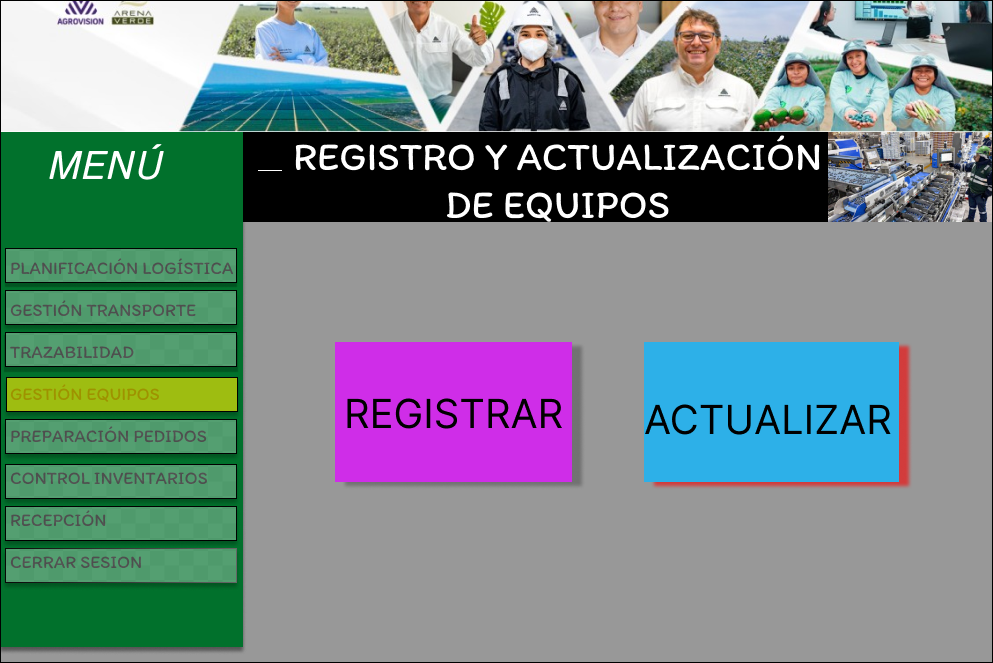 AGROVISION
ARENA
VERDE
MENÚ
_ REGISTRO Y ACTUALIZACIÓN
DE EQUIPOS
PLANIFICACIÓN LOGÍSTICA
GESTIÓN TRANSPORTE
TRAZABILIDAD
GESTIÓN EQUIPOS
PREPARACIÓN PEDIDOS
CONTROL INVENTARIOS
RECEPCIÓN
CERRAR SESION
REGISTRAR
ACTUALIZAR